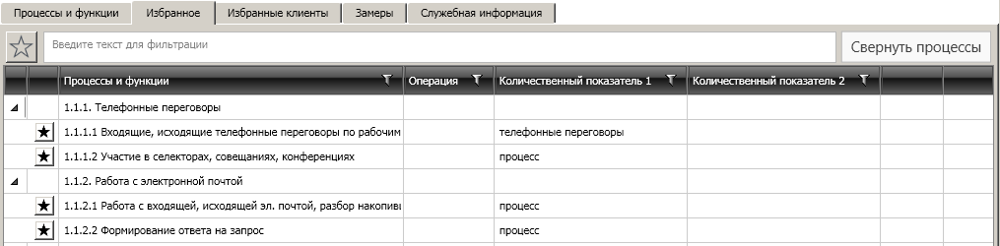 Процессы и функции Избранное Избранные клиенты Замеры Служебная информация
Введите текст для фильтрации Свернуть процессы
Процессы и функции Операция Количественный показатель 1 Количественный показатель 2
1.1.1. Телефонные переговоры
1.1.1.1 Входящие, исходящие телефонные переговоры по рабочим телефонные переговоры
1.1.1.2 Участие в селекторах, совещаниях, конференциях процесс
1.1.2. Работа с электронной почтой
1.1.2.1 Работа с входящей, исходящей эл. почтой, разбор процесс
1.1.2.2 Формирование ответа на запрос процесс